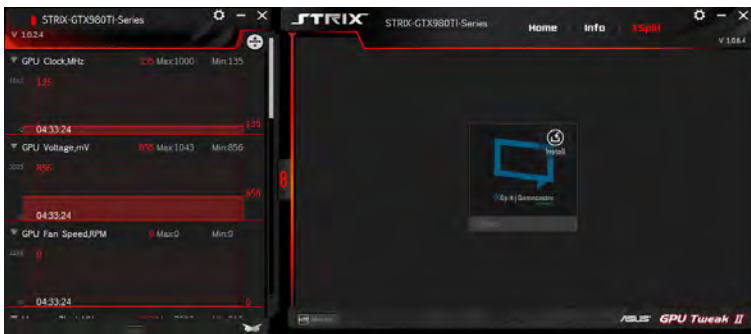 STRIX-GTX980TI-Series
V 1.0.2.4
GPU Clock,MHz 135 Max:1000 Min:135
135
04:33:24
135
GPU Voltage,mV 856 Max:1043 Min:856
856
856
04:33:24
GPU Fan Speed,RPM 0 Max:0 Min:0
0
04:33:24
0
STRIX
STRIX-GTX980TI-Series
Home
Info
XSplit
V 1.0.6.4
Install
XSplit | Gamecaster
ASUS GPU Tweak II